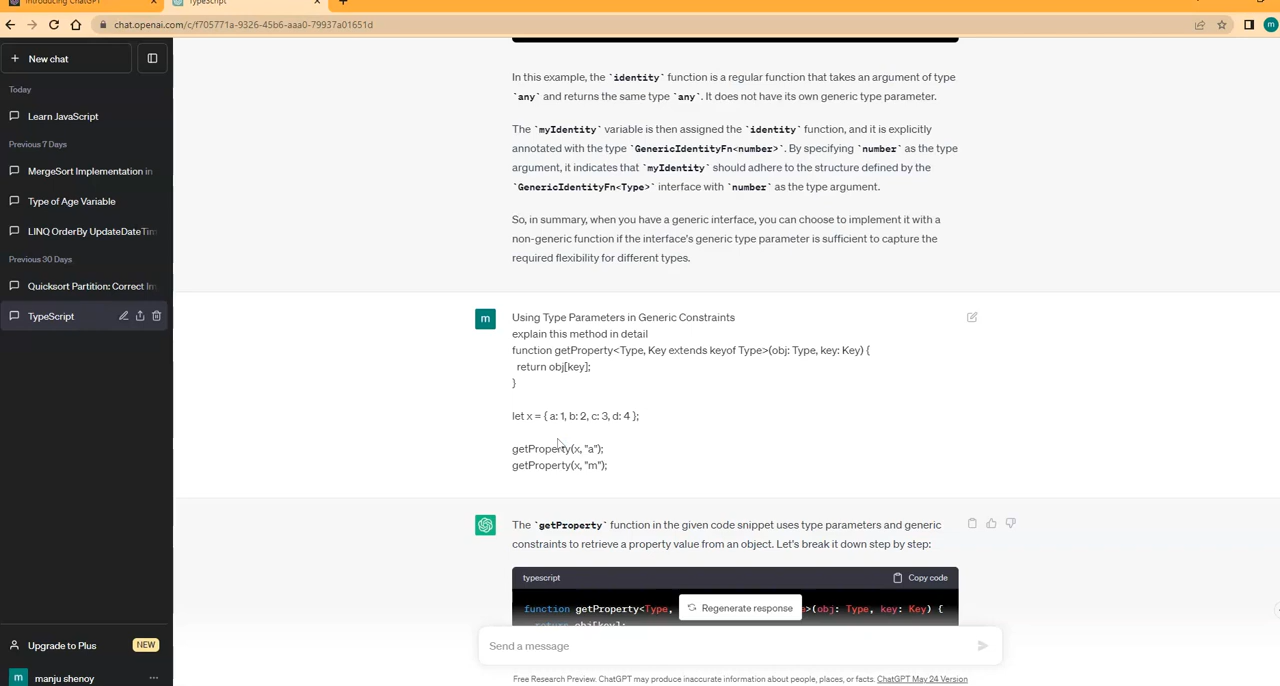 Introducing ChatGPT
TypeScript
chat.openai.com/c/f705771a-9326-45b6-aaa0-79937a01651d
m
New chat
Today
Learn JavaScript
Previous 7 Days
MergeSort Implementation in
Type of Age Variable
LINQ OrderBy UpdateDateTim
Previous 30 Days
Quicksort Partition: Correct Im
TypeScript
Upgrade to Plus
NEW
m
manju shenoy
In this example, the `identity` function is a regular function that takes an argument of type
`any` and returns the same type `any`. It does not have its own generic type parameter.
The `myIdentity` variable is then assigned the `identity` function, and it is explicitly
annotated with the type `GenericIdentityFn<number>`. By specifying `number` as the type
argument, it indicates that `myIdentity` should adhere to the structure defined by the
`GenericIdentityFn<Type>` interface with `number` as the type argument.
So, in summary, when you have a generic interface, you can choose to implement it with a
non-generic function if the interface's generic type parameter is sufficient to capture the
required flexibility for different types.
m
Using Type Parameters in Generic Constraints
explain this method in detail
function getProperty<Type, Key extends keyof Type>(obj: Type, key: Key) {
return obj[key];
}
let x = { a: 1, b: 2, c: 3, d: 4 };
getProperty(x, "a");
getProperty(x, "m");
The `getProperty` function in the given code snippet uses type parameters and generic
constraints to retrieve a property value from an object. Let's break it down step by step:
typescript
Copy code
function getProperty<Type, >(obj: Type, key: Key) {
return obj[key];
Regenerate response
Send a message
Free Research Preview. ChatGPT may produce inaccurate information about people, places, or facts. ChatGPT May 24 Version